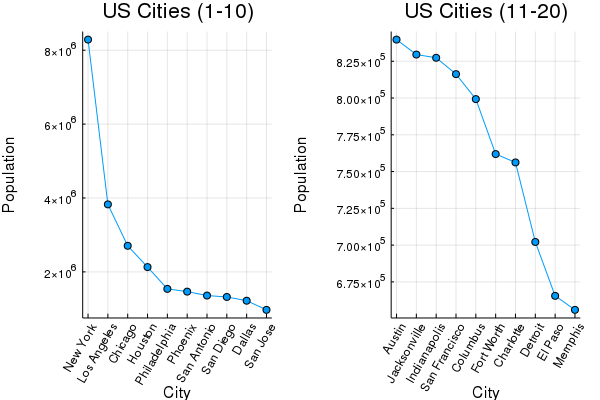 US Cities (1-10)
Population
8×10⁶
6×10⁶
4×10⁶
2×10⁶
New York
Los Angeles
Chicago
Houston
Philadelphia
Phoenix
San Antonio
San Diego
Dallas
San Jose
City
US Cities (11-20)
Population
8.25×10⁵
8.00×10⁵
7.75×10⁵
7.50×10⁵
7.25×10⁵
7.00×10⁵
6.75×10⁵
Austin
Jacksonville
Indianapolis
San Francisco
Columbus
Fort Worth
Charlotte
Detroit
El Paso
Memphis
City